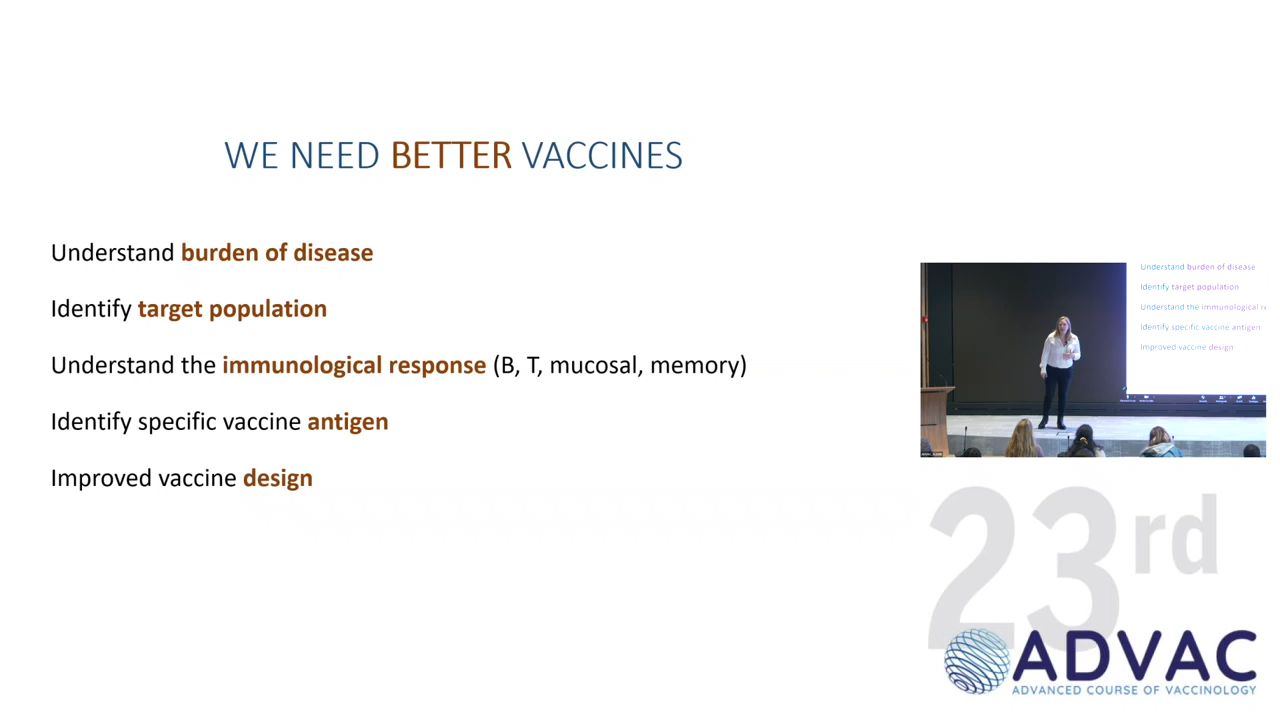 WE NEED BETTER VACCINES
Understand burden of disease
Identify target population
Understand the immunological response (B, T, mucosal, memory)
Identify specific vaccine antigen
Improved vaccine design
Understand burden of disease
Identify target population
Understand the immunological re
Identify specific vaccine antigen
Improved vaccine design
23rd
ADVAC
ADVANCED COURSE OF VACCINOLOGY